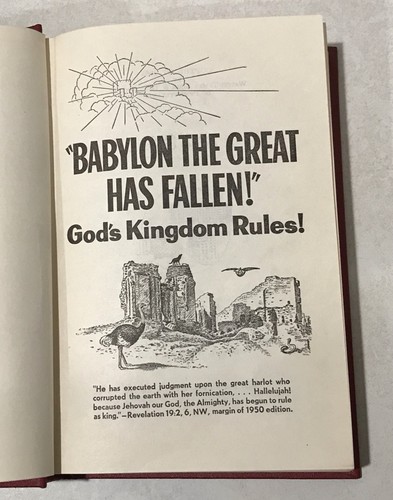 "BABYLON THE GREAT
HAS FALLEN!"
God's Kingdom Rules!
"He has executed judgment upon the great harlot who
corrupted the earth with her fornication, . . . Hallelujah!
because Jehovah our God, the Almighty, has begun to rule
as king."—Revelation 19:2, 6, NW, margin of 1950 edition.